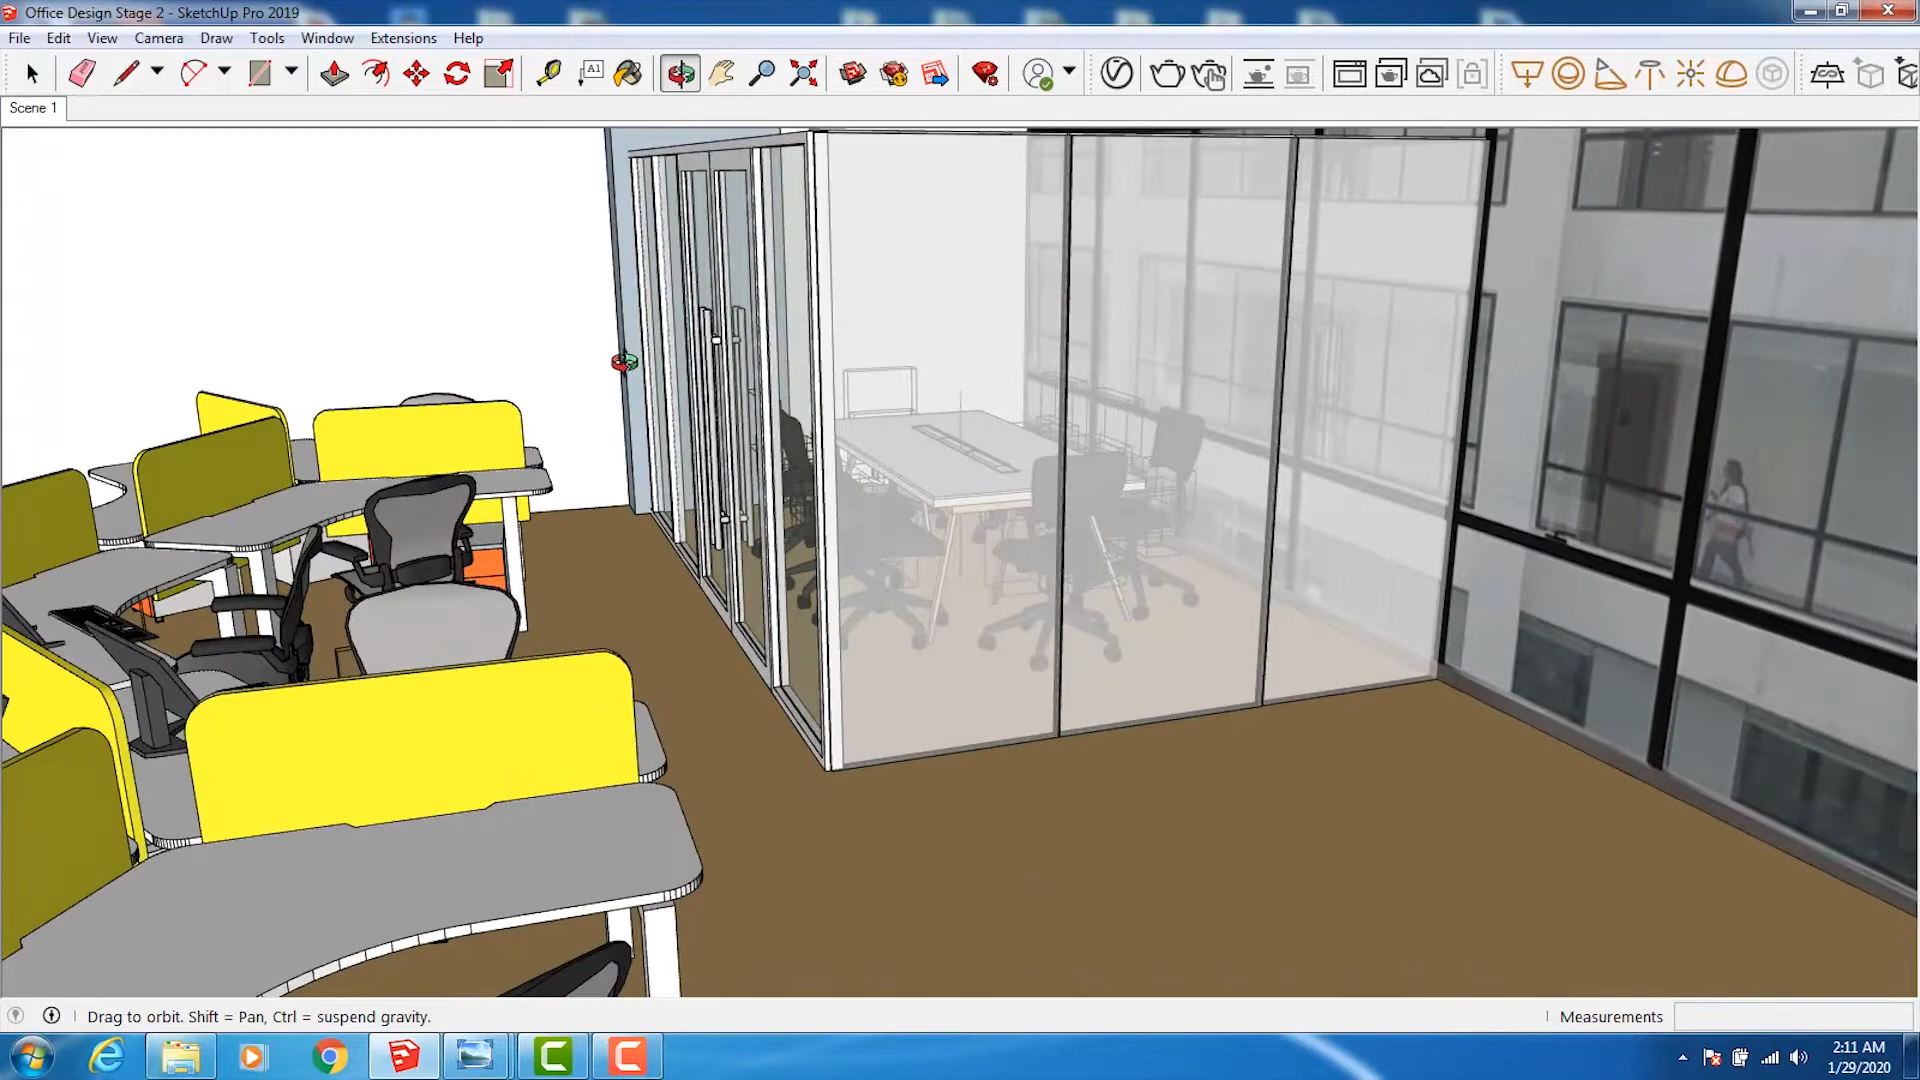 Office Design Stage 2 - SketchUp Pro 2019
File Edit View Camera Draw Tools Window Extensions Help
A1
Scene 1
Drag to orbit. Shift = Pan, Ctrl = suspend gravity.
Measurements
2:11 AM
1/29/2020